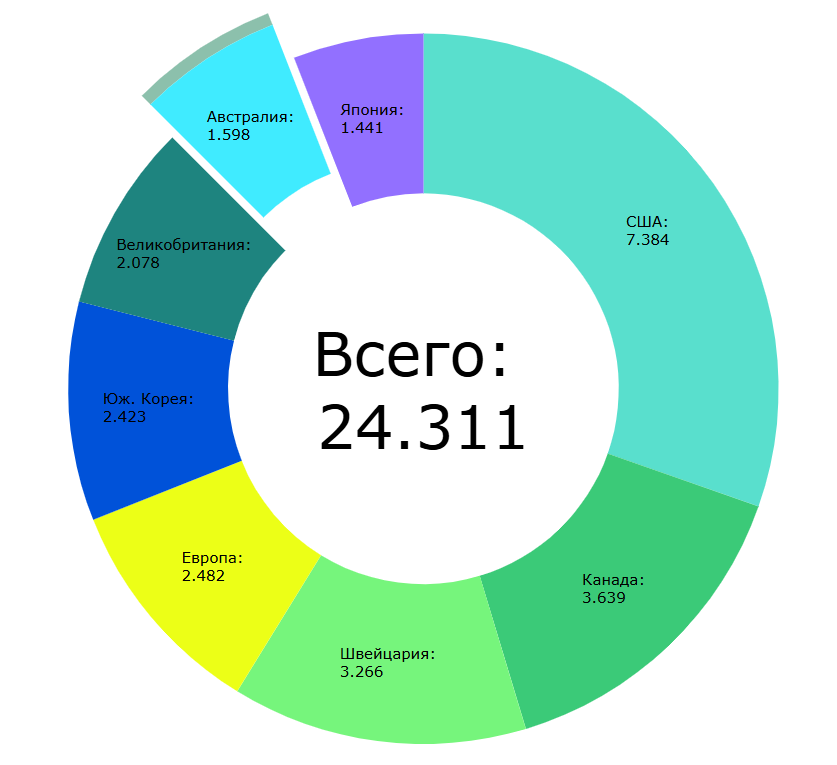 Австралия:
1.598
Япония:
1.441
США:
7.384
Великобритания:
2.078
Всего:
24.311
Юж. Корея:
2.423
Европа:
2.482
Канада:
3.639
Швейцария:
3.266